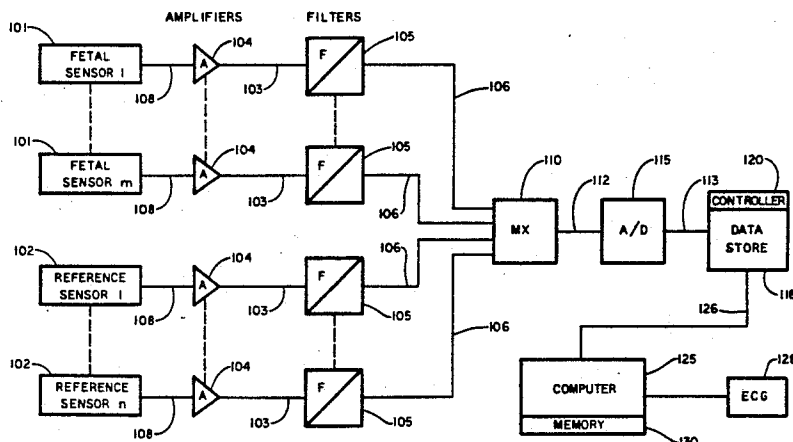 AMPLIFIERS FILTERS
101 104 105
FETAL SENSOR 1
A
F
108 103 106
101 104 105
FETAL SENSOR m
A
F
108 103 106
110 115 120
MX
112
A/D
113
CONTROLLER
DATA STORE
102 104 106
REFERENCE SENSOR 1
A
F
108 103 105
106 126
102 104
REFERENCE SENSOR n
A
F
108 103 105
125
COMPUTER
MEMORY
130
ECG